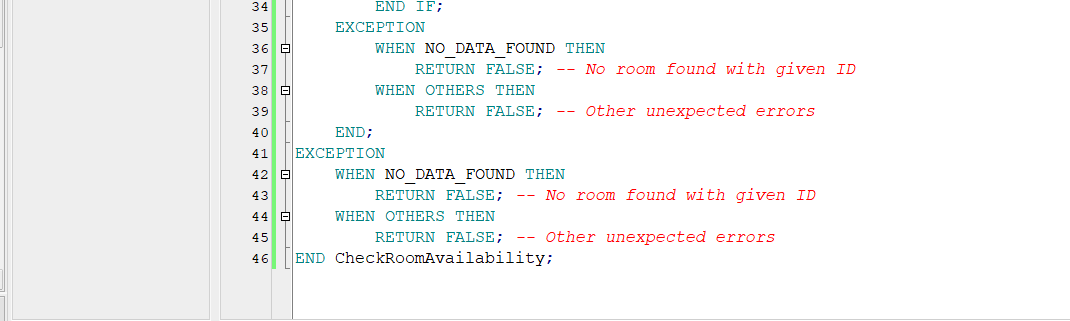 34 END IF;
35 EXCEPTION
36 WHEN NO_DATA_FOUND THEN
37 RETURN FALSE; -- No room found with given ID
38 WHEN OTHERS THEN
39 RETURN FALSE; -- Other unexpected errors
40 END;
41 EXCEPTION
42 WHEN NO_DATA_FOUND THEN
43 RETURN FALSE; -- No room found with given ID
44 WHEN OTHERS THEN
45 RETURN FALSE; -- Other unexpected errors
46 END CheckRoomAvailability;